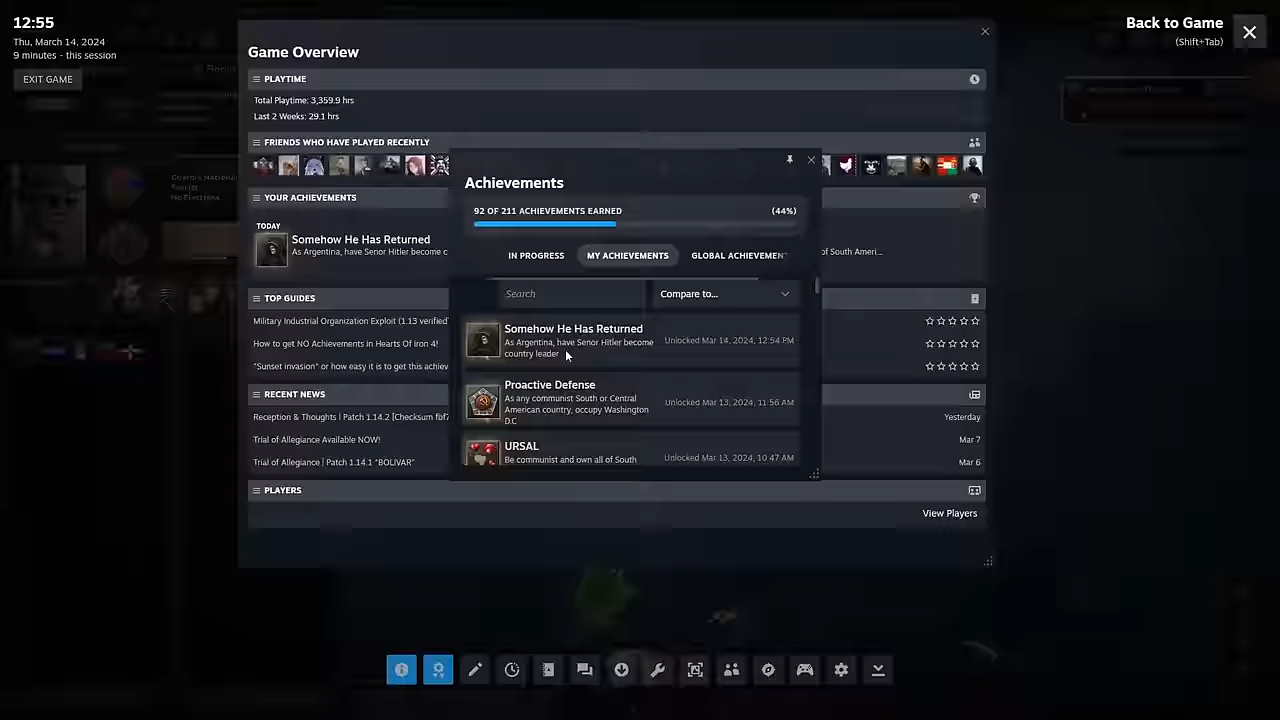 12:55
Thu, March 14, 2024
9 minutes - this session
EXIT GAME
Back to Game
(Shift+Tab)
Game Overview
PLAYTIME
Total Playtime: 3,359.9 hrs
Last 2 Weeks: 29.1 hrs
FRIENDS WHO HAVE PLAYED RECENTLY
YOUR ACHIEVEMENTS
TODAY
Somehow He Has Returned
As Argentina, have Senor Hitler become c
of South Ameri...
TOP GUIDES
Military Industrial Organization Exploit (1.13 verified
How to get NO Achievements in Hearts Of Iron 4!
"Sunset invasion" or how easy it is to get this achiev
RECENT NEWS
Reception & Thoughts | Patch 1.14.2 [Checksum fbf7
Yesterday
Trial of Allegiance Available NOW!
Mar 7
Trial of Allegiance | Patch 1.14.1 "BOLIVAR"
Mar 6
PLAYERS
View Players
Achievements
92 OF 211 ACHIEVEMENTS EARNED (44%)
IN PROGRESS MY ACHIEVEMENTS GLOBAL ACHIEVEMENT
Search Compare to...
Somehow He Has Returned
As Argentina, have Senor Hitler become
country leader
Unlocked Mar 14, 2024, 12:54 PM
Proactive Defense
As any communist South or Central
American country, occupy Washington
D.C
Unlocked Mar 13, 2024, 11:56 AM
URSAL
Be communist and own all of South
Unlocked Mar 13, 2024, 10:47 AM